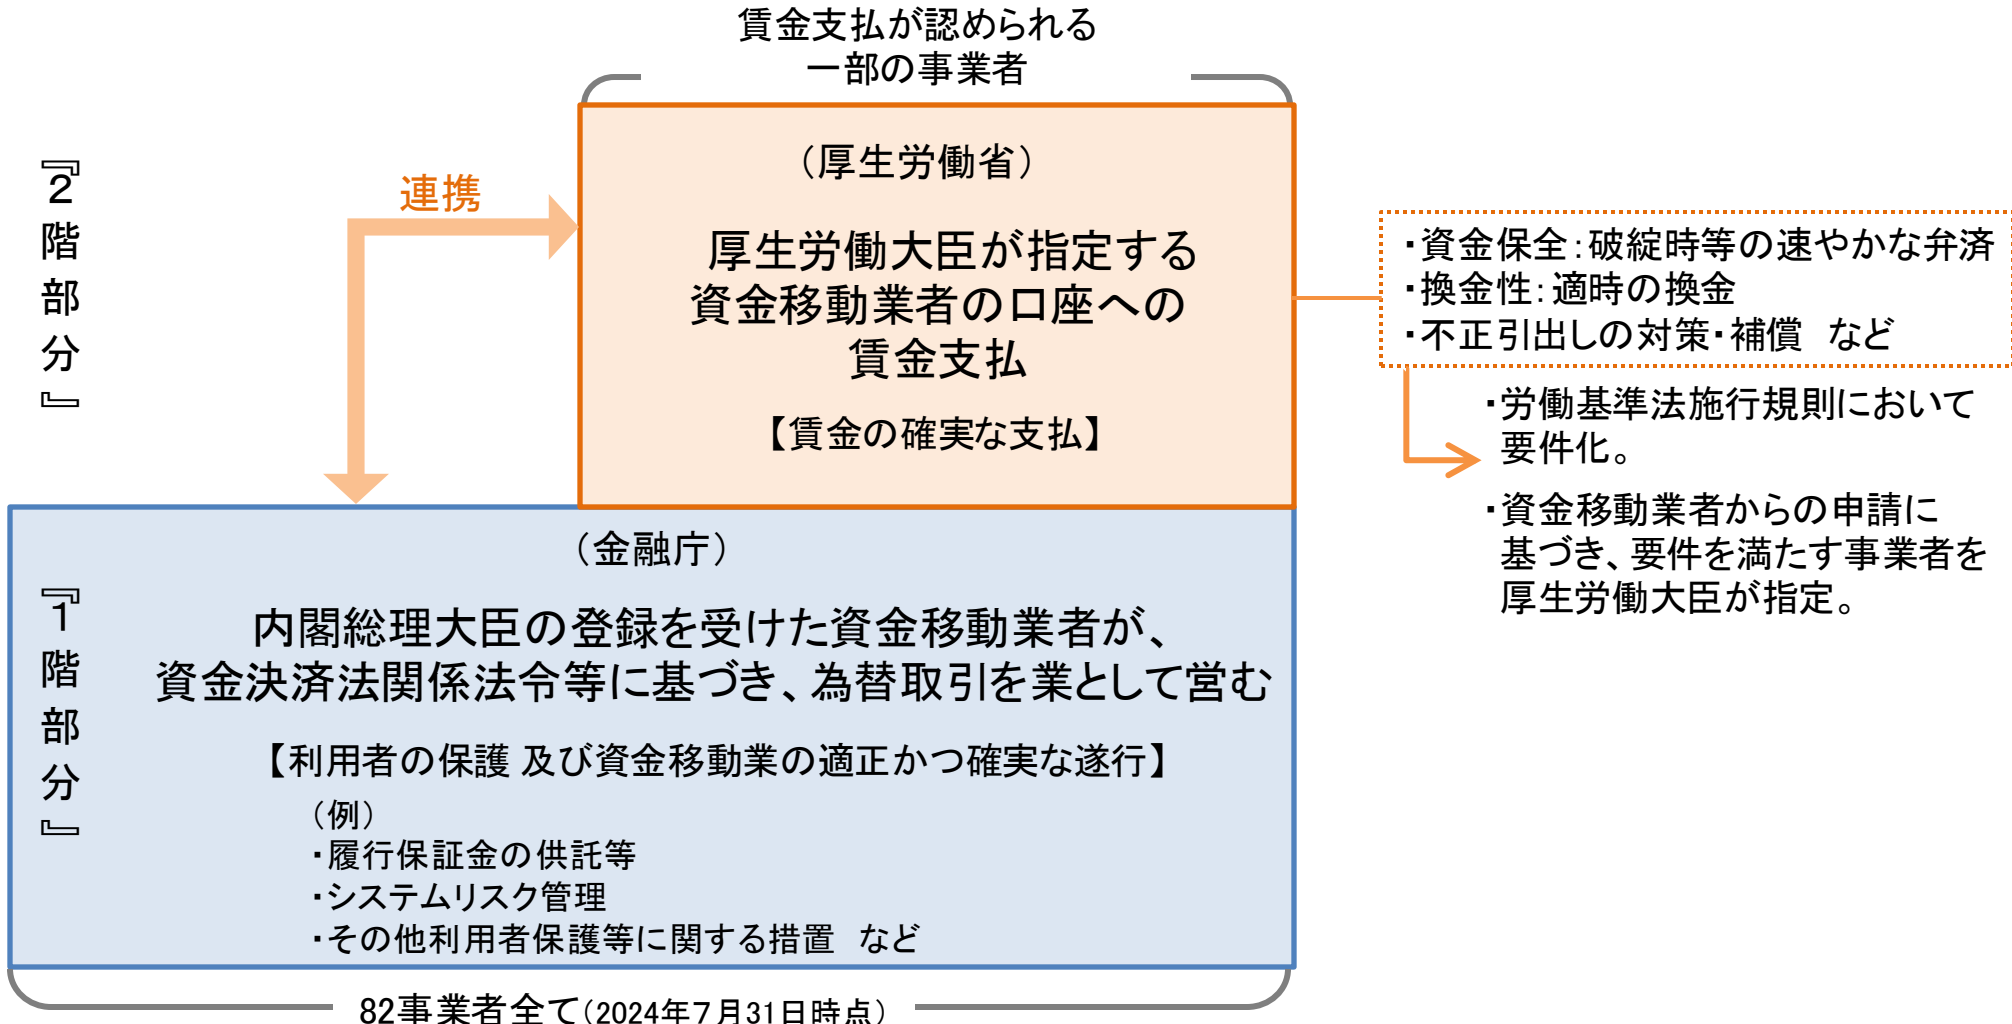 賃金支払が認められる
一部の事業者
『2階部分』
連携
（厚生労働省）
厚生労働大臣が指定する
資金移動業者の口座への
賃金支払
【賃金の確実な支払】
・資金保全：破綻時等の速やかな弁済
・換金性：適時の換金
・不正引出しの対策・補償　など
・労働基準法施行規則において
要件化。
・資金移動業者からの申請に
基づき、要件を満たす事業者を
厚生労働大臣が指定。
『1階部分』
（金融庁）
内閣総理大臣の登録を受けた資金移動業者が、
資金決済法関係法令等に基づき、為替取引を業として営む
【利用者の保護 及び資金移動業の適正かつ確実な遂行】
（例）
・履行保証金の供託等
・システムリスク管理
・その他利用者保護等に関する措置　など
82事業者全て（2024年7月31日時点）